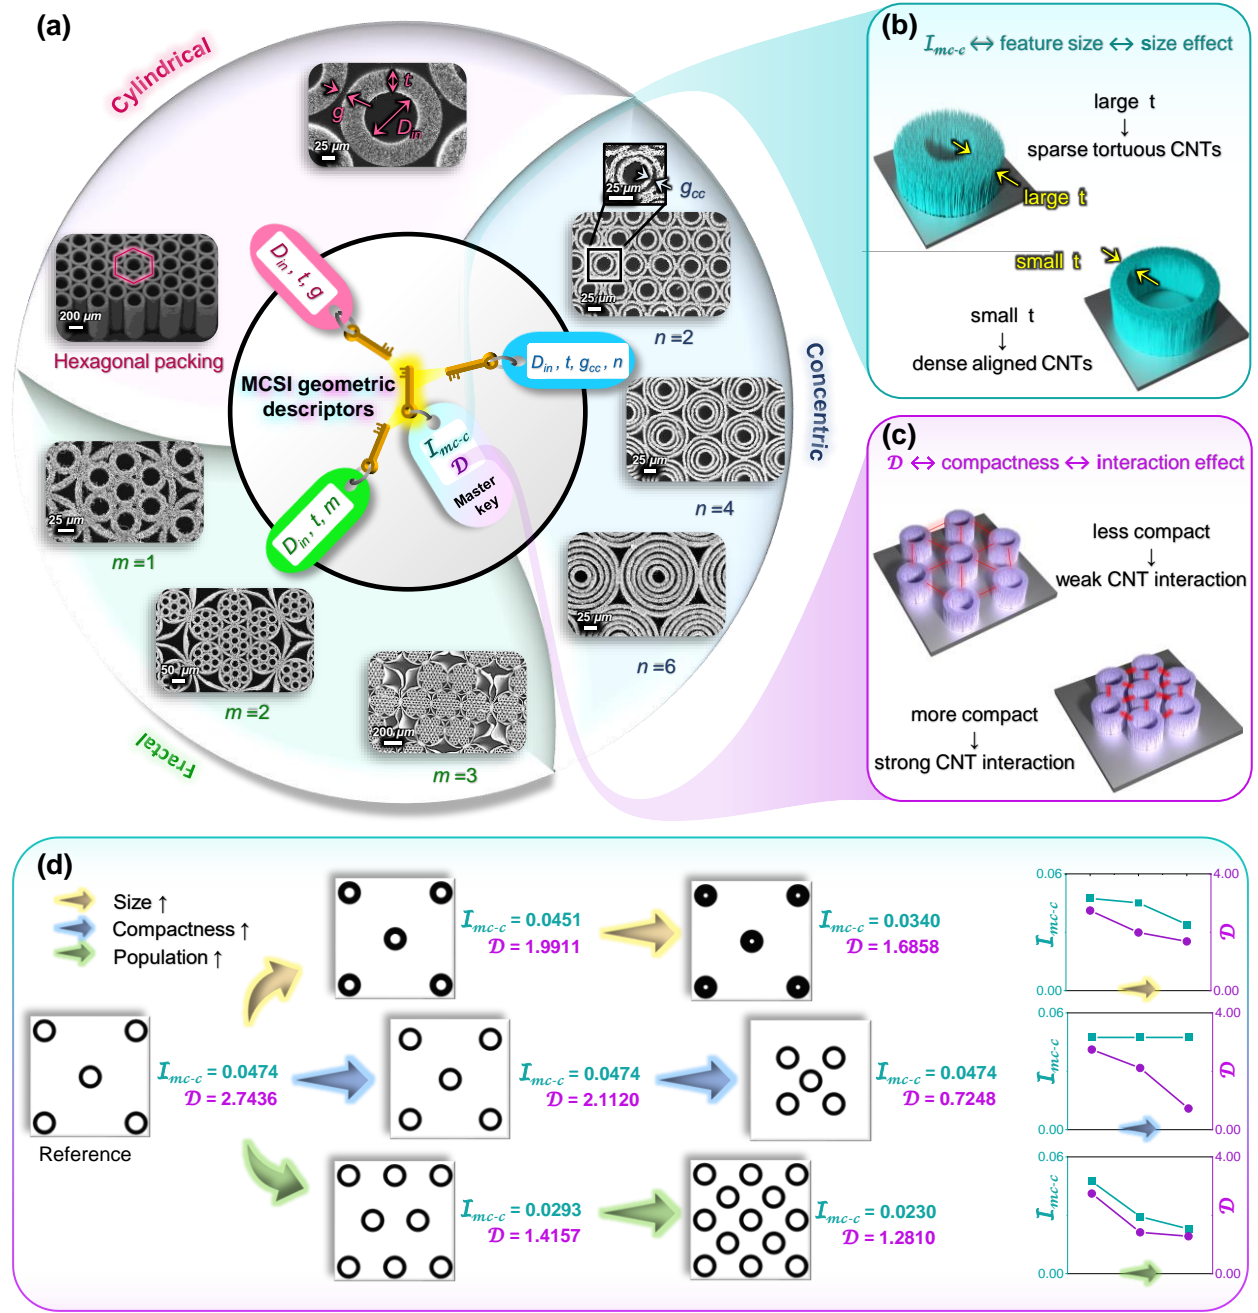 (a)
Cylindrical
t
g
D_in
25 µm
200 µm
Hexagonal packing
D_in, t, g
MCSI geometric
descriptors
I_mc-c
D
Master
key
D_in, t, g_cc, n
D_in, t, m
25 µm
g_cc
25 µm
n=2
25 µm
n=4
25 µm
n=6
Concentric
25 µm
m=1
50 µm
m=2
200 µm
m=3
Fractal
(b)
I_mc-c ↔ feature size ↔ size effect
large t
↓
sparse tortuous CNTs
large t
small t
small t
↓
dense aligned CNTs
(c)
D ↔ compactness ↔ interaction effect
less compact
↓
weak CNT interaction
more compact
↓
strong CNT interaction
(d)
Size ↑
Compactness ↑
Population ↑
Reference
I_mc-c = 0.0474
D = 2.7436
I_mc-c = 0.0451
D = 1.9911
I_mc-c = 0.0340
D = 1.6858
I_mc-c = 0.0474
D = 2.1120
I_mc-c = 0.0474
D = 0.7248
I_mc-c = 0.0293
D = 1.4157
I_mc-c = 0.0230
D = 1.2810
0.06
4.00
I_mc-c
D
0.00
0.00
0.06
4.00
I_mc-c
D
0.00
0.00
0.06
4.00
I_mc-c
D
0.00
0.00